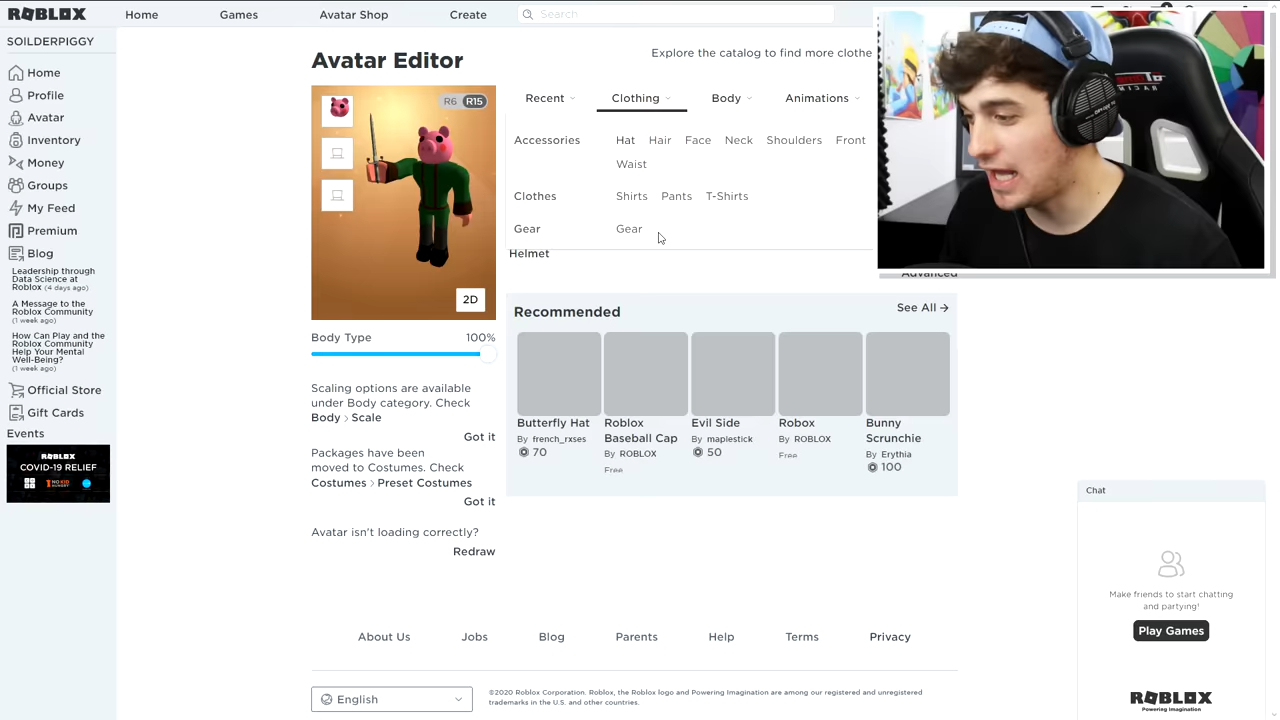 ROBLOX
Home
Games
Avatar Shop
Create
Search
SOILDERPIGGY
Home
Profile
Avatar
Inventory
Money
Groups
My Feed
Premium
Blog
Leadership through
Data Science at
Roblox (4 days ago)
A Message to the
Roblox Community
(1 week ago)
How Can Play and the
Roblox Community
Help Your Mental
Well-Being?
(1 week ago)
Official Store
Gift Cards
Events
ROBLOX
COVID-19 RELIEF
NO KID
HUNGRY
Avatar Editor
Explore the catalog to find more clothe
R6 R15
2D
Body Type 100%
Scaling options are available
under Body category. Check
Body > Scale
Got it
Packages have been
moved to Costumes. Check
Costumes > Preset Costumes
Got it
Avatar isn't loading correctly?
Redraw
Recent
Clothing
Body
Animations
Accessories
Hat Hair Face Neck Shoulders Front
Waist
Clothes
Shirts Pants T-Shirts
Gear
Gear
Helmet
Advanced
Recommended
See All →
Butterfly Hat
By french_rxses
70
Roblox
Baseball Cap
By ROBLOX
Free
Evil Side
By maplestick
50
Robox
By ROBLOX
Free
Bunny
Scrunchie
By Erythia
100
Chat
Make friends to start chatting
and partying!
Play Games
ROBLOX
Powering Imagination
About Us
Jobs
Blog
Parents
Help
Terms
Privacy
English
©2020 Roblox Corporation. Roblox, the Roblox logo and Powering Imagination are among our registered and unregistered
trademarks in the U.S. and other countries.